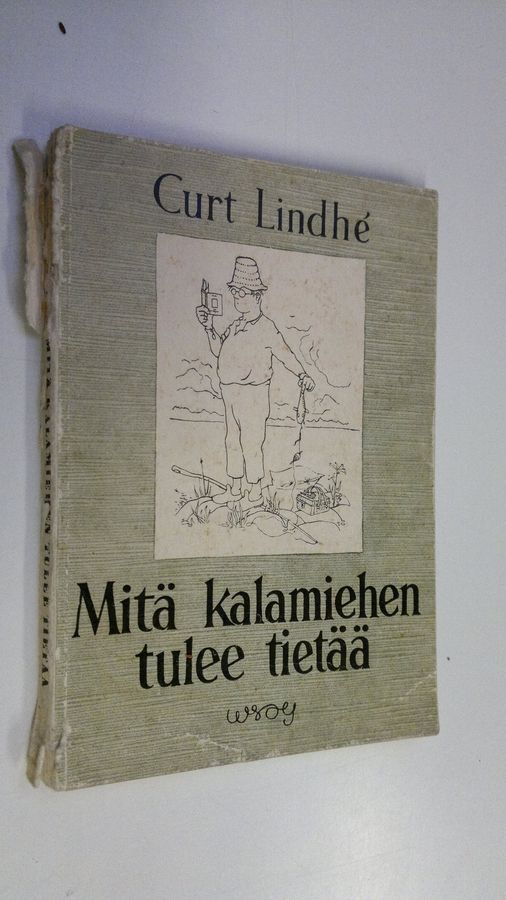 Curt Lindhé
Mitä kalamiehen
tulee tietää
wsoy
MITÄ KALAMIEHEN TULEE TIETÄÄ